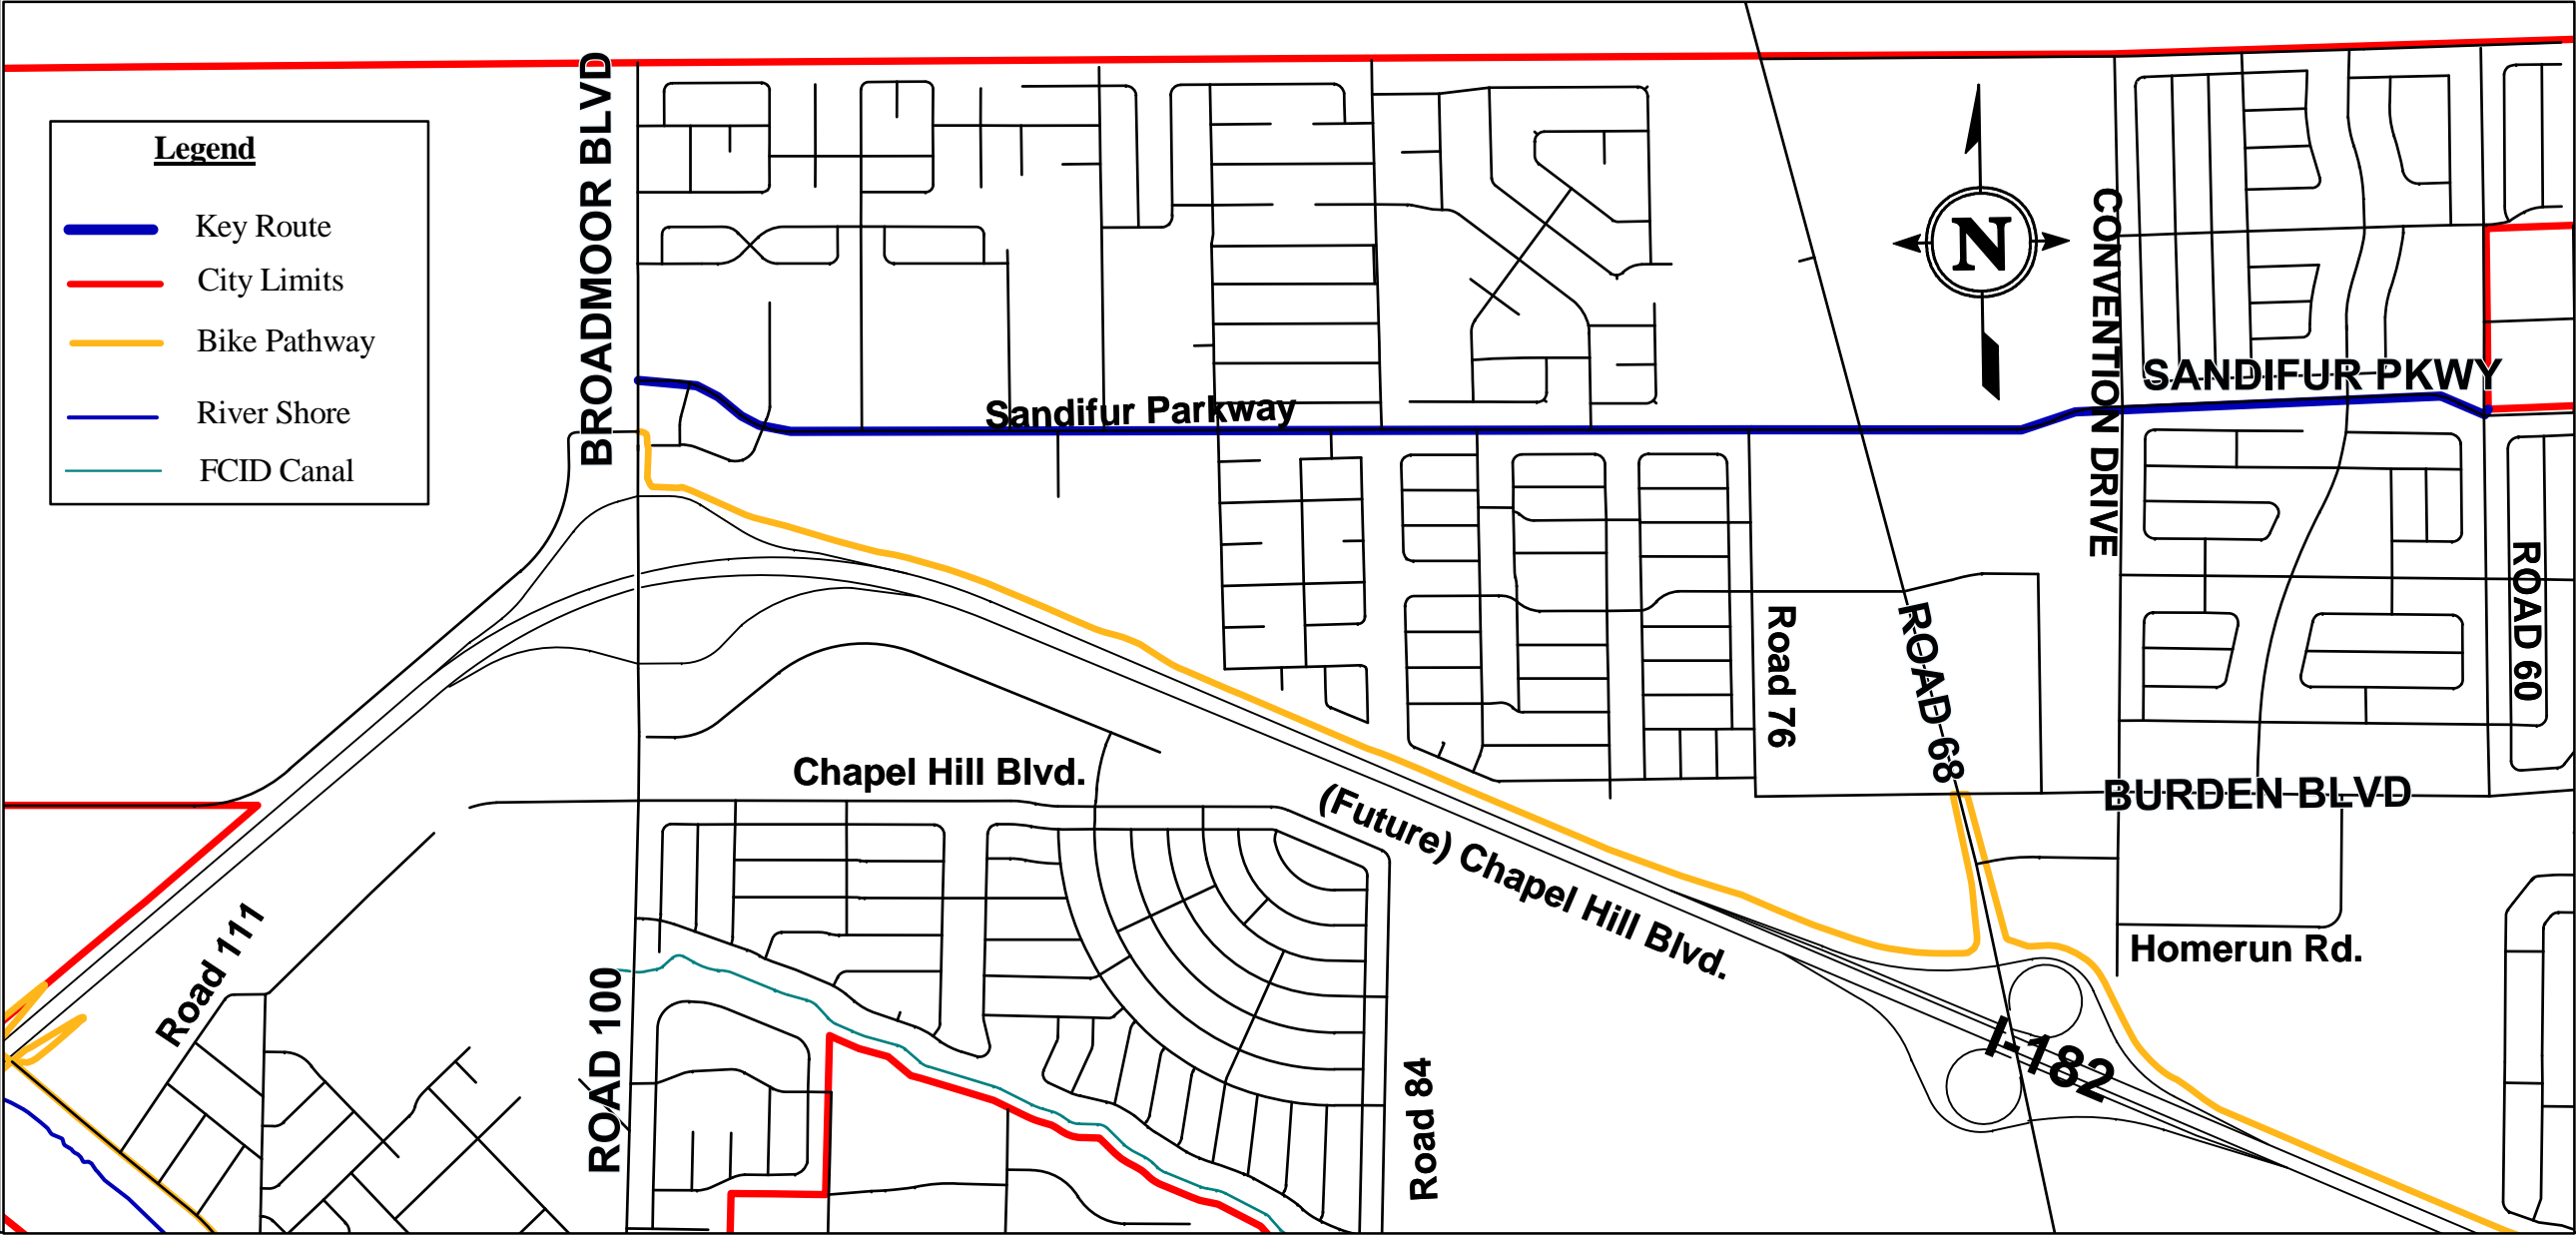 Legend
Key Route
City Limits
Bike Pathway
River Shore
FCID Canal
BROADMOOR BLVD
N
CONVENTION DRIVE
SANDIFUR PKWY
Sandifur Parkway
ROAD 60
Road 76
ROAD 68
Chapel Hill Blvd.
(Future) Chapel Hill Blvd.
BURDEN BLVD
Homerun Rd.
Road 111
ROAD 100
Road 84
I-182